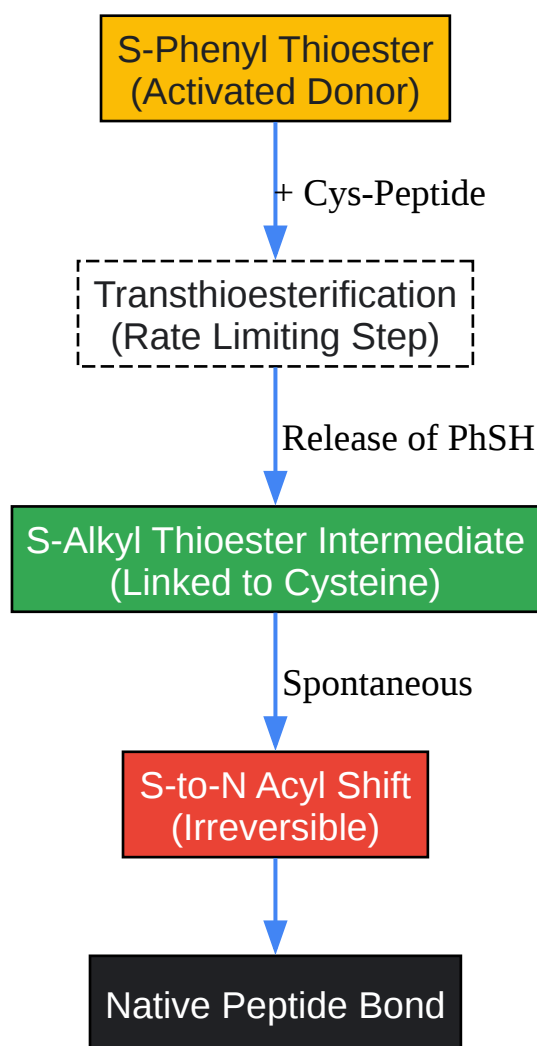 S-Phenyl Thioester
(Activated Donor)
+ Cys-Peptide
Transthioesterification
(Rate Limiting Step)
Release of PhSH
S-Alkyl Thioester Intermediate
(Linked to Cysteine)
Spontaneous
S-to-N Acyl Shift
(Irreversible)
Native Peptide Bond